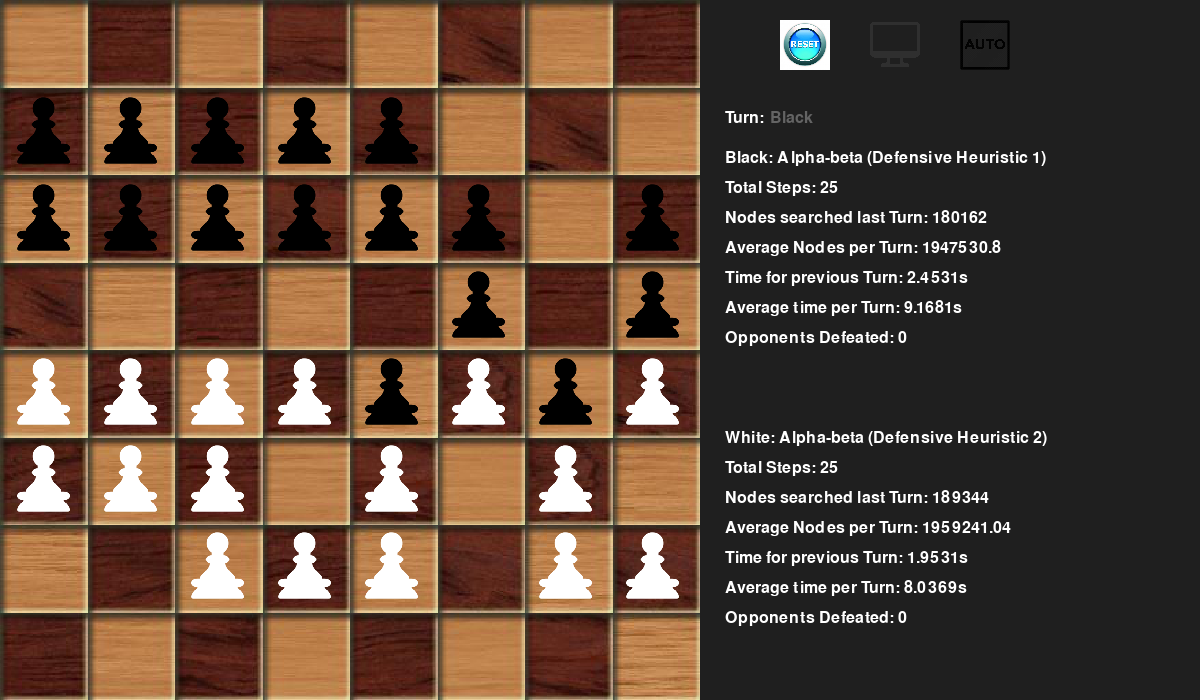 RESET
AUTO
Turn: Black
Black: Alpha-beta (Defensive Heuristic 1)
Total Steps: 25
Nodes searched last Turn: 180162
Average Nodes per Turn: 1947530.8
Time for previous Turn: 2.4531s
Average time per Turn: 9.1681s
Opponents Defeated: 0
White: Alpha-beta (Defensive Heuristic 2)
Total Steps: 25
Nodes searched last Turn: 189344
Average Nodes per Turn: 1959241.04
Time for previous Turn: 1.9531s
Average time per Turn: 8.0369s
Opponents Defeated: 0